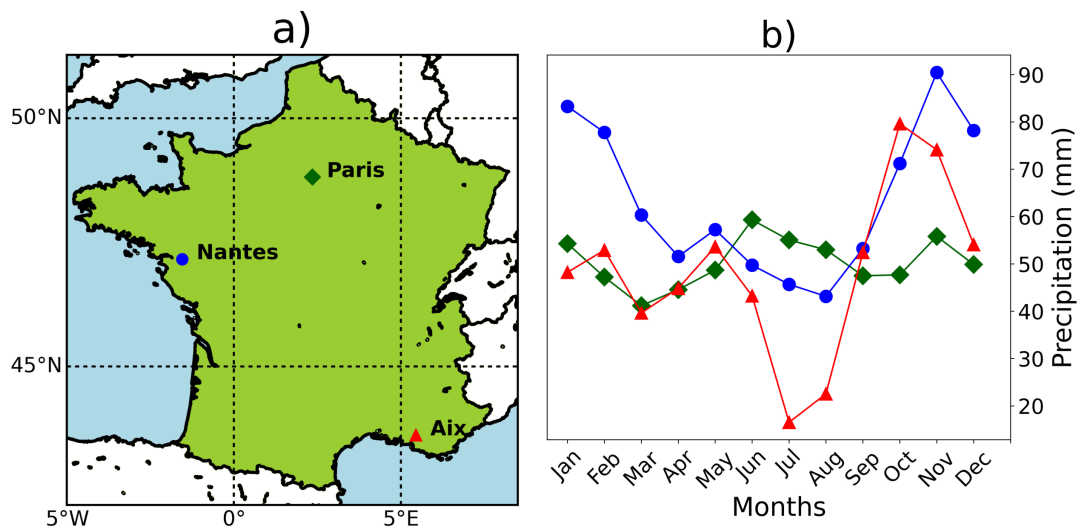 a)
50°N
45°N
5°W
0°
5°E
Paris
Nantes
Aix
b)
90
80
70
60
50
40
30
20
Precipitation (mm)
Jan
Feb
Mar
Apr
May
Jun
Jul
Aug
Sep
Oct
Nov
Dec
Months